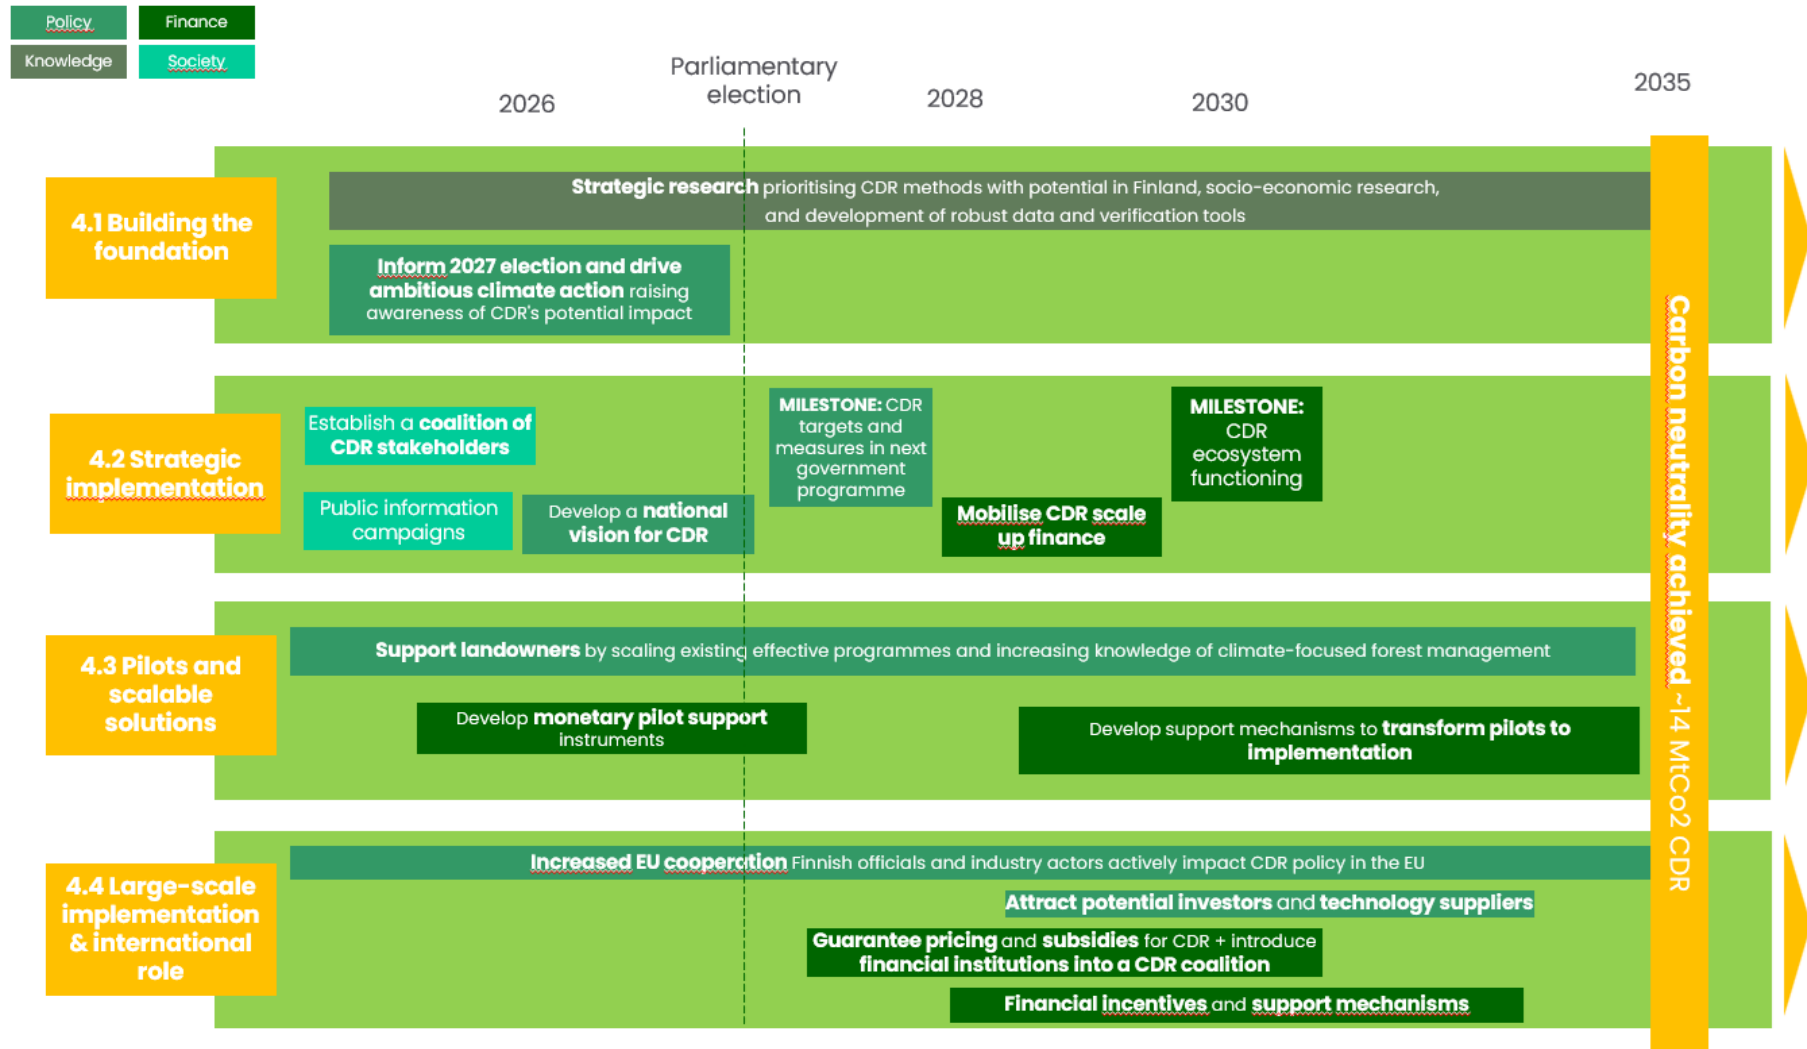 Policy
Finance
Knowledge
Society
2026
Parliamentary
election
2028
2030
2035
4.1 Building the
foundation
Strategic research prioritising CDR methods with potential in Finland, socio-economic research,
and development of robust data and verification tools
Inform 2027 election and drive
ambitious climate action raising
awareness of CDR's potential impact
4.2 Strategic
implementation
Establish a coalition of
CDR stakeholders
Public information
campaigns
Develop a national
vision for CDR
MILESTONE: CDR
targets and
measures in next
government
programme
Mobilise CDR scale
up finance
MILESTONE:
CDR
ecosystem
functioning
4.3 Pilots and
scalable
solutions
Support landowners by scaling existing effective programmes and increasing knowledge of climate-focused forest management
Develop monetary pilot support
instruments
Develop support mechanisms to transform pilots to
implementation
4.4 Large-scale
implementation
& international
role
Increased EU cooperation Finnish officials and industry actors actively impact CDR policy in the EU
Attract potential investors and technology suppliers
Guarantee pricing and subsidies for CDR + introduce
financial institutions into a CDR coalition
Financial incentives and support mechanisms
Carbon neutrality achieved ~14 MtCo2 CDR